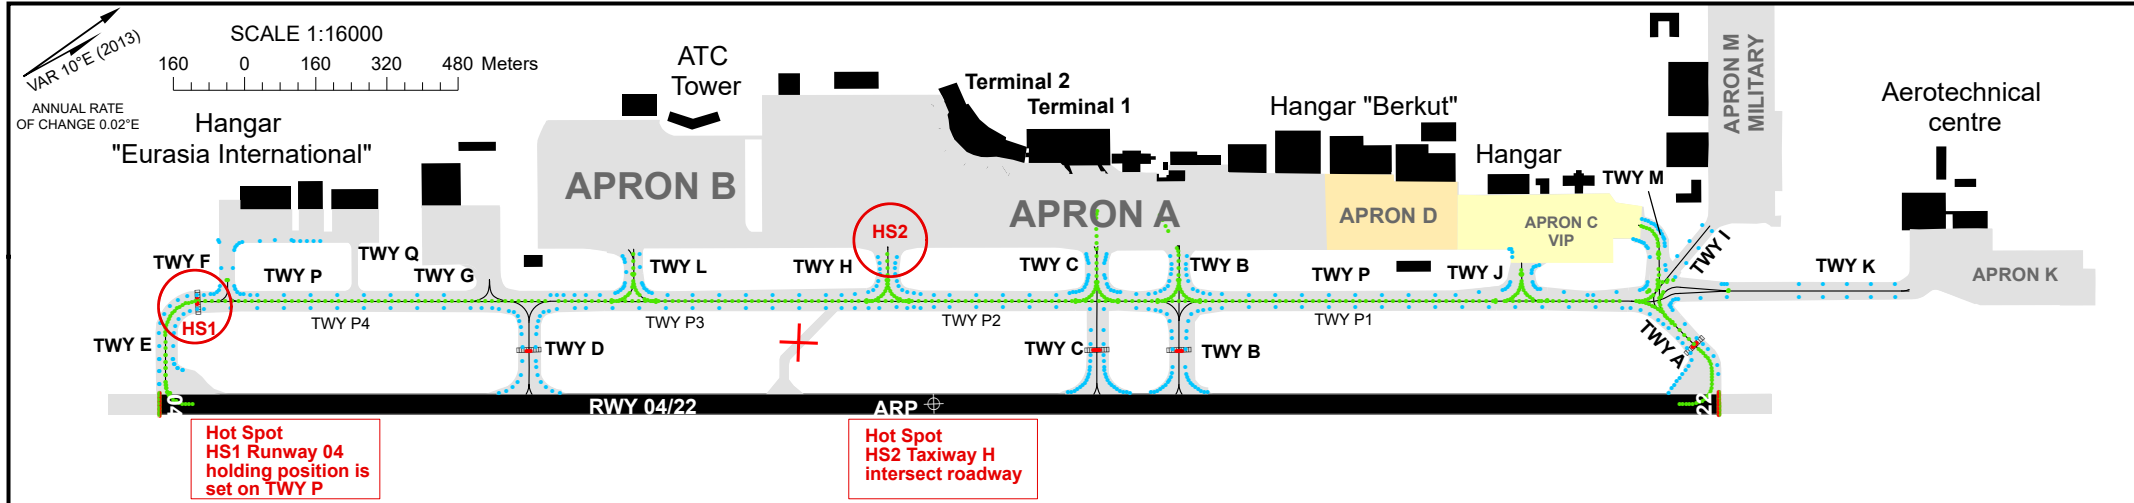 VAR 10°E (2013)
ANNUAL RATE
OF CHANGE 0.02°E
SCALE 1:16000
160 0 160 320 480 Meters
Hangar
"Eurasia International"
ATC
Tower
Terminal 2
Terminal 1
Hangar "Berkut"
Hangar
APRON M
MILITARY
Aerotechnical
centre
APRON B
APRON A
APRON D
APRON C
VIP
APRON K
HS2
HS1
TWY F
TWY P
TWY Q
TWY G
TWY L
TWY H
TWY C
TWY B
TWY P
TWY J
TWY M
TWY I
TWY K
TWY P4
TWY P3
TWY P2
TWY P1
TWY E
TWY D
TWY C
TWY B
TWY A
04
RWY 04/22
ARP
22
Hot Spot
HS1 Runway 04
holding position is
set on TWY P
Hot Spot
HS2 Taxiway H
intersect roadway